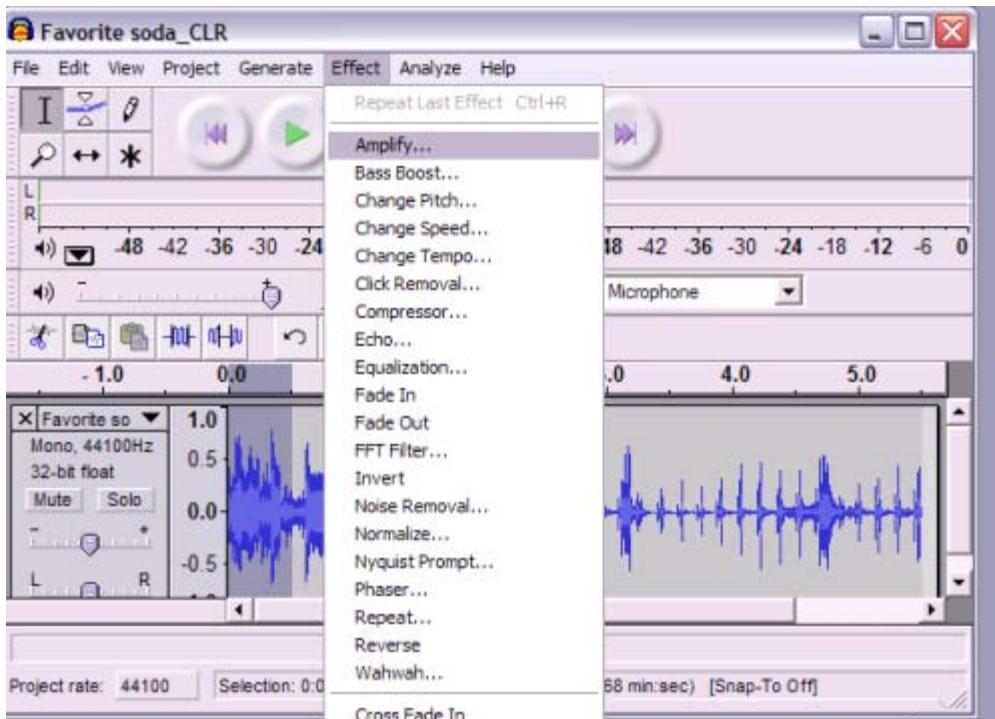 Favorite soda_CLR
File Edit View Project Generate Effect Analyze Help
Repeat Last Effect Ctrl+R
Amplify...
Bass Boost...
Change Pitch...
Change Speed...
Change Tempo...
Click Removal...
Compressor...
Echo...
Equalization...
Fade In
Fade Out
FFT Filter...
Invert
Noise Removal...
Normalize...
Nyquist Prompt...
Phaser...
Repeat...
Reverse
Wahwah...
Cross Fade In
L
R
-48 -42 -36 -30 -24
18 -42 -36 -30 -24 -18 -12 -6 0
- +
Microphone
- 1.0 0.0 .0 4.0 5.0
X Favorite so
Mono, 44100Hz
32-bit float
Mute Solo
- +
L R
1.0
0.5
0.0
-0.5
Project rate: 44100 Selection: 0:0 68 min:sec) [Snap-To Off]